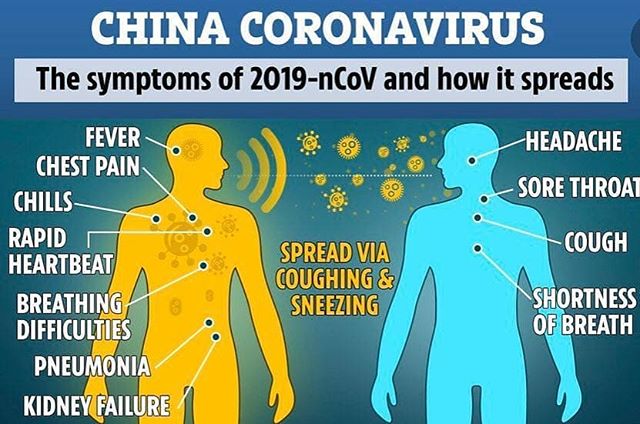 CHINA CORONAVIRUS
The symptoms of 2019-nCoV and how it spreads
FEVER
CHEST PAIN
CHILLS
RAPID
HEARTBEAT
BREATHING
DIFFICULTIES
PNEUMONIA
KIDNEY FAILURE
SPREAD VIA
COUGHING &
SNEEZING
HEADACHE
SORE THROAT
COUGH
SHORTNESS
OF BREATH